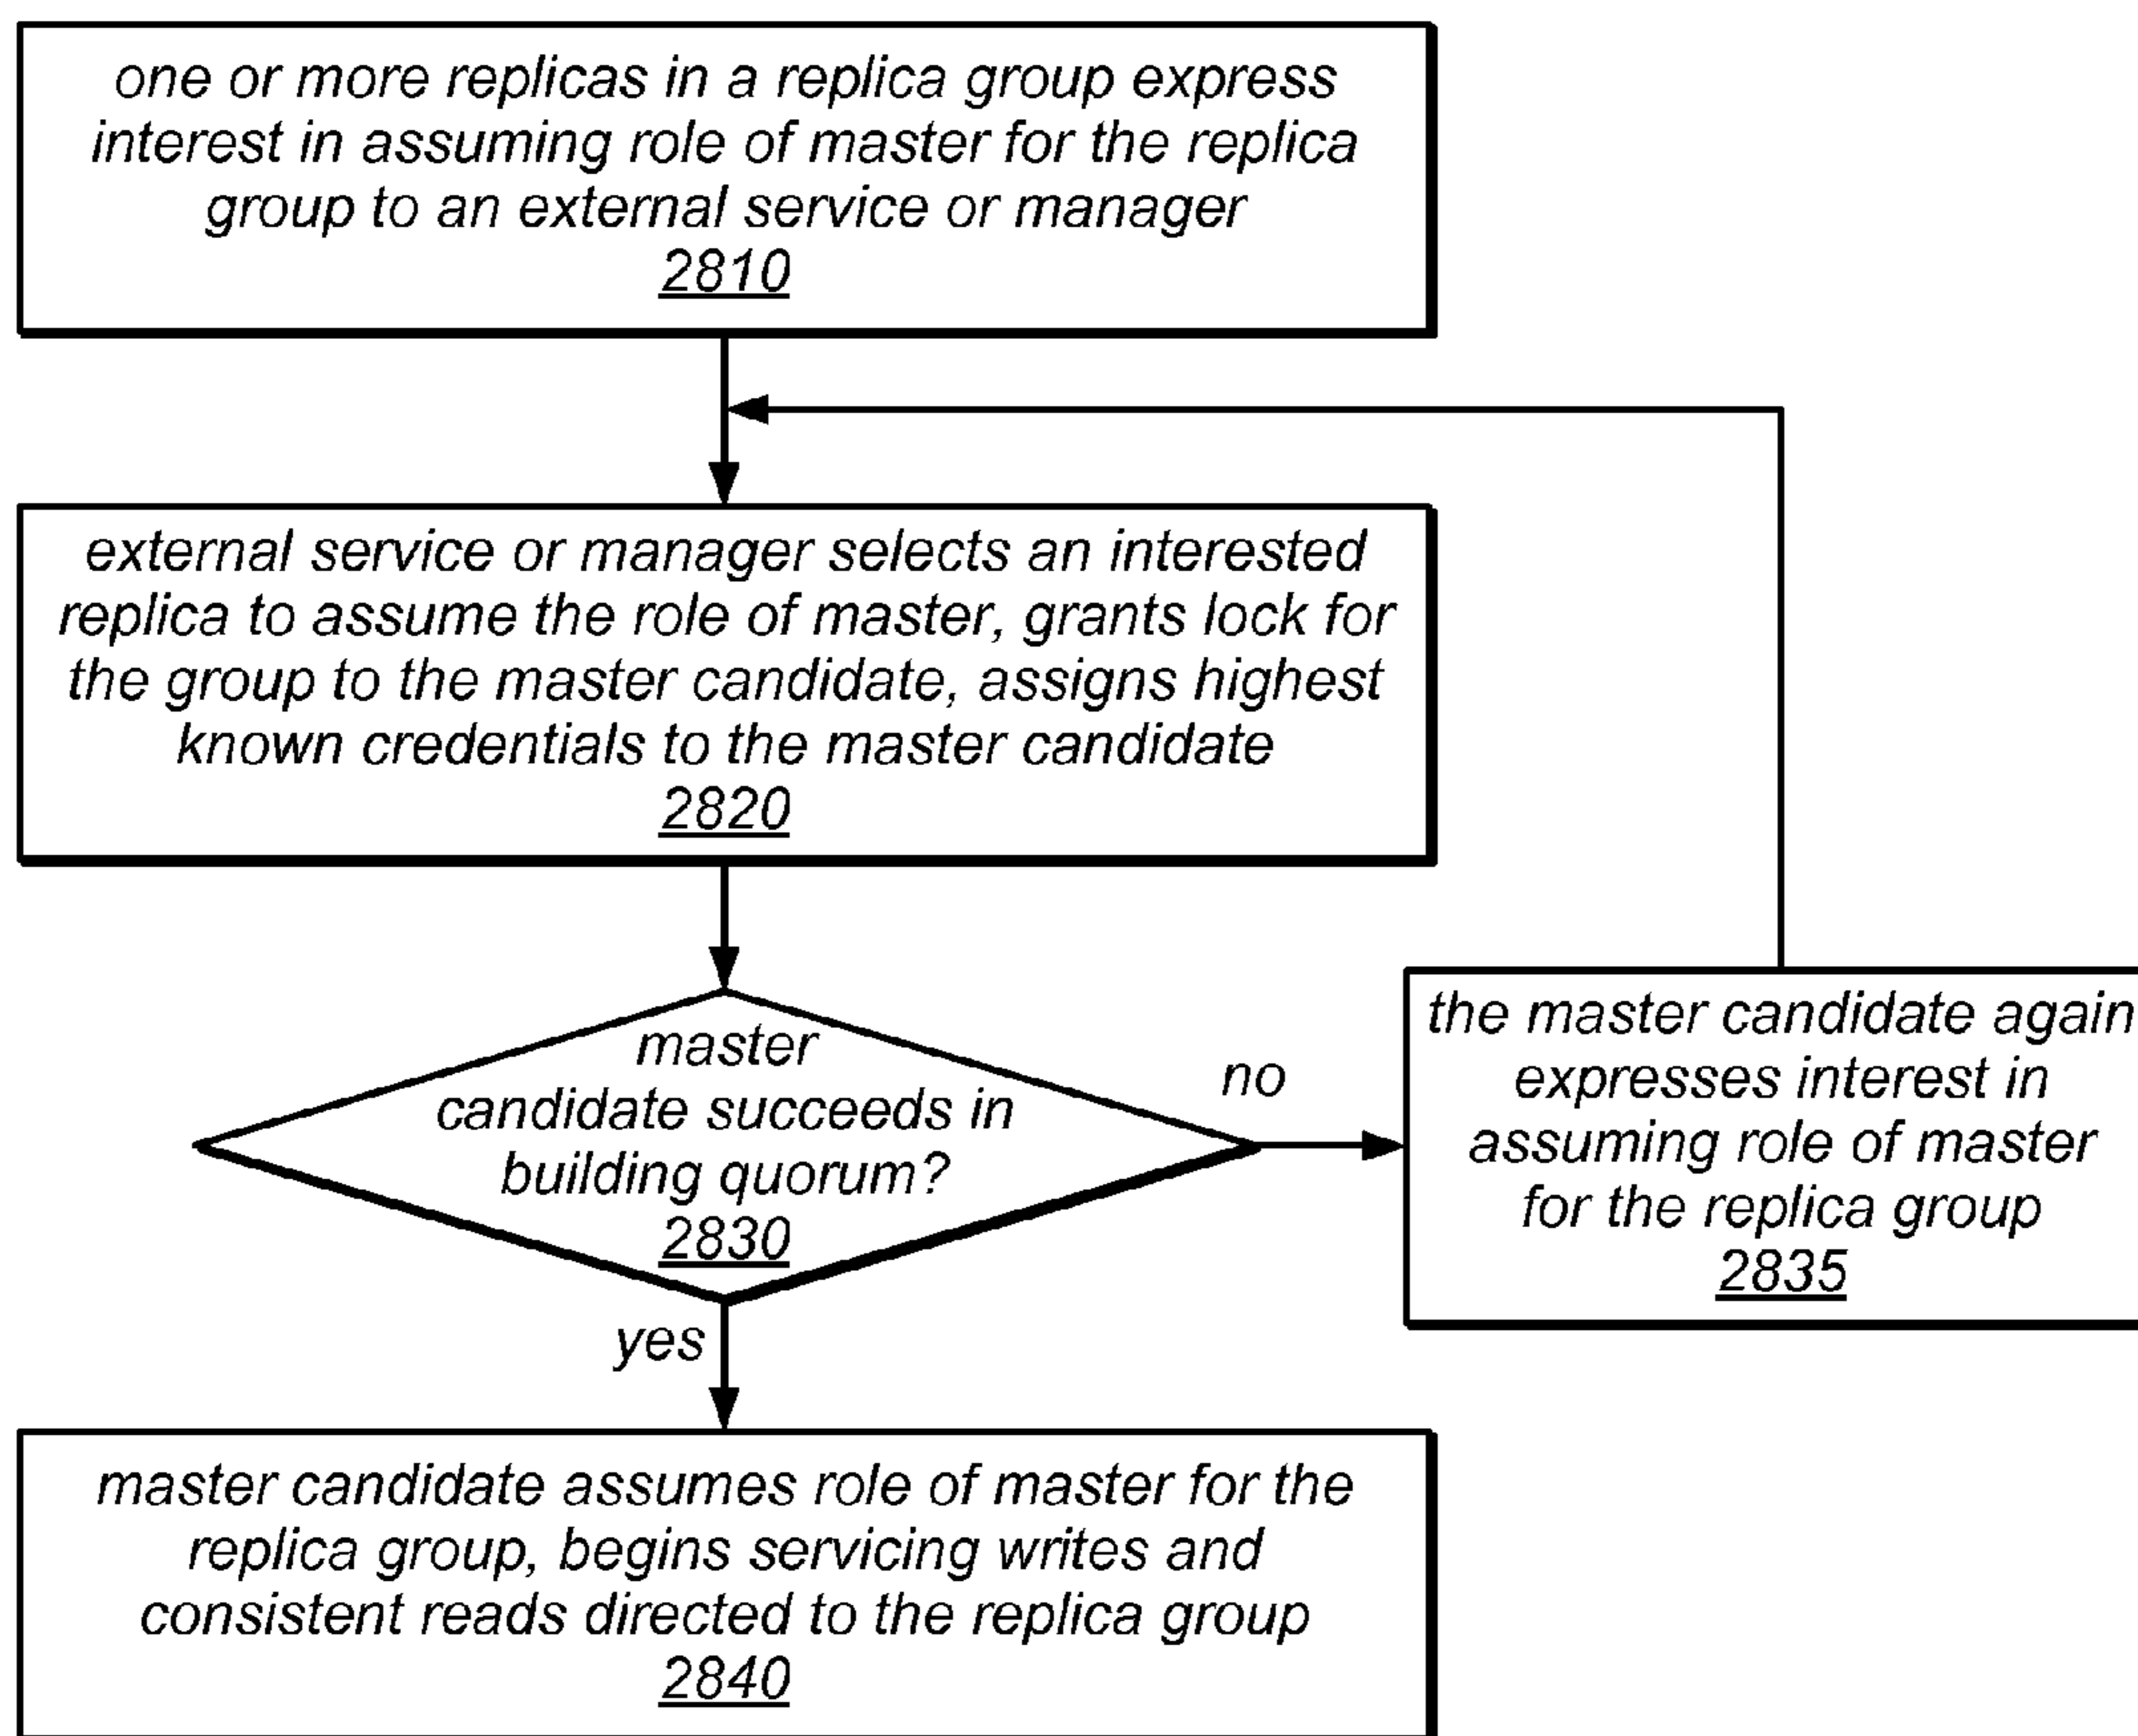 one or more replicas in a replica group express
interest in assuming role of master for the replica
group to an external service or manager
2810
external service or manager selects an interested
replica to assume the role of master, grants lock for
the group to the master candidate, assigns highest
known credentials to the master candidate
2820
master
candidate succeeds in
building quorum?
2830
no
the master candidate again
expresses interest in
assuming role of master
for the replica group
2835
yes
master candidate assumes role of master for the
replica group, begins servicing writes and
consistent reads directed to the replica group
2840